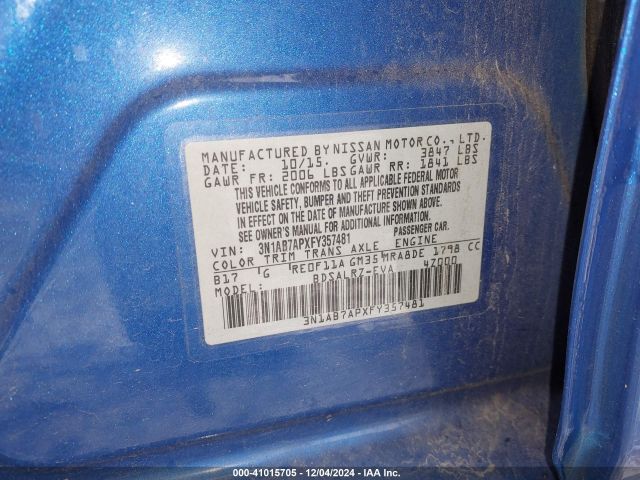 MANUFACTURED BY NISSAN MOTOR CO., LTD.
DATE: 10/15. GVWR: 3847 LBS
GAWR FR: 2006 LBS GAWR RR: 1841 LBS
THIS VEHICLE CONFORMS TO ALL APPLICABLE FEDERAL MOTOR
VEHICLE SAFETY, BUMPER AND THEFT PREVENTION STANDARDS
IN EFFECT ON THE DATE OF MANUFACTURE SHOWN ABOVE.
SEE OWNER'S MANUAL FOR ADDITIONAL INFORMATION.
VIN: 3N1AB7APXFY357481 PASSENGER CAR.
COLOR TRIM TRANS AXLE ENGINE
B17 G RE0F11A GM35 MRA8DE 1798 CC
BDSALRZ-EVA 4Z000
3N1AB7APXFY357481
000-41015705 - 12/04/2024 - IAA Inc.